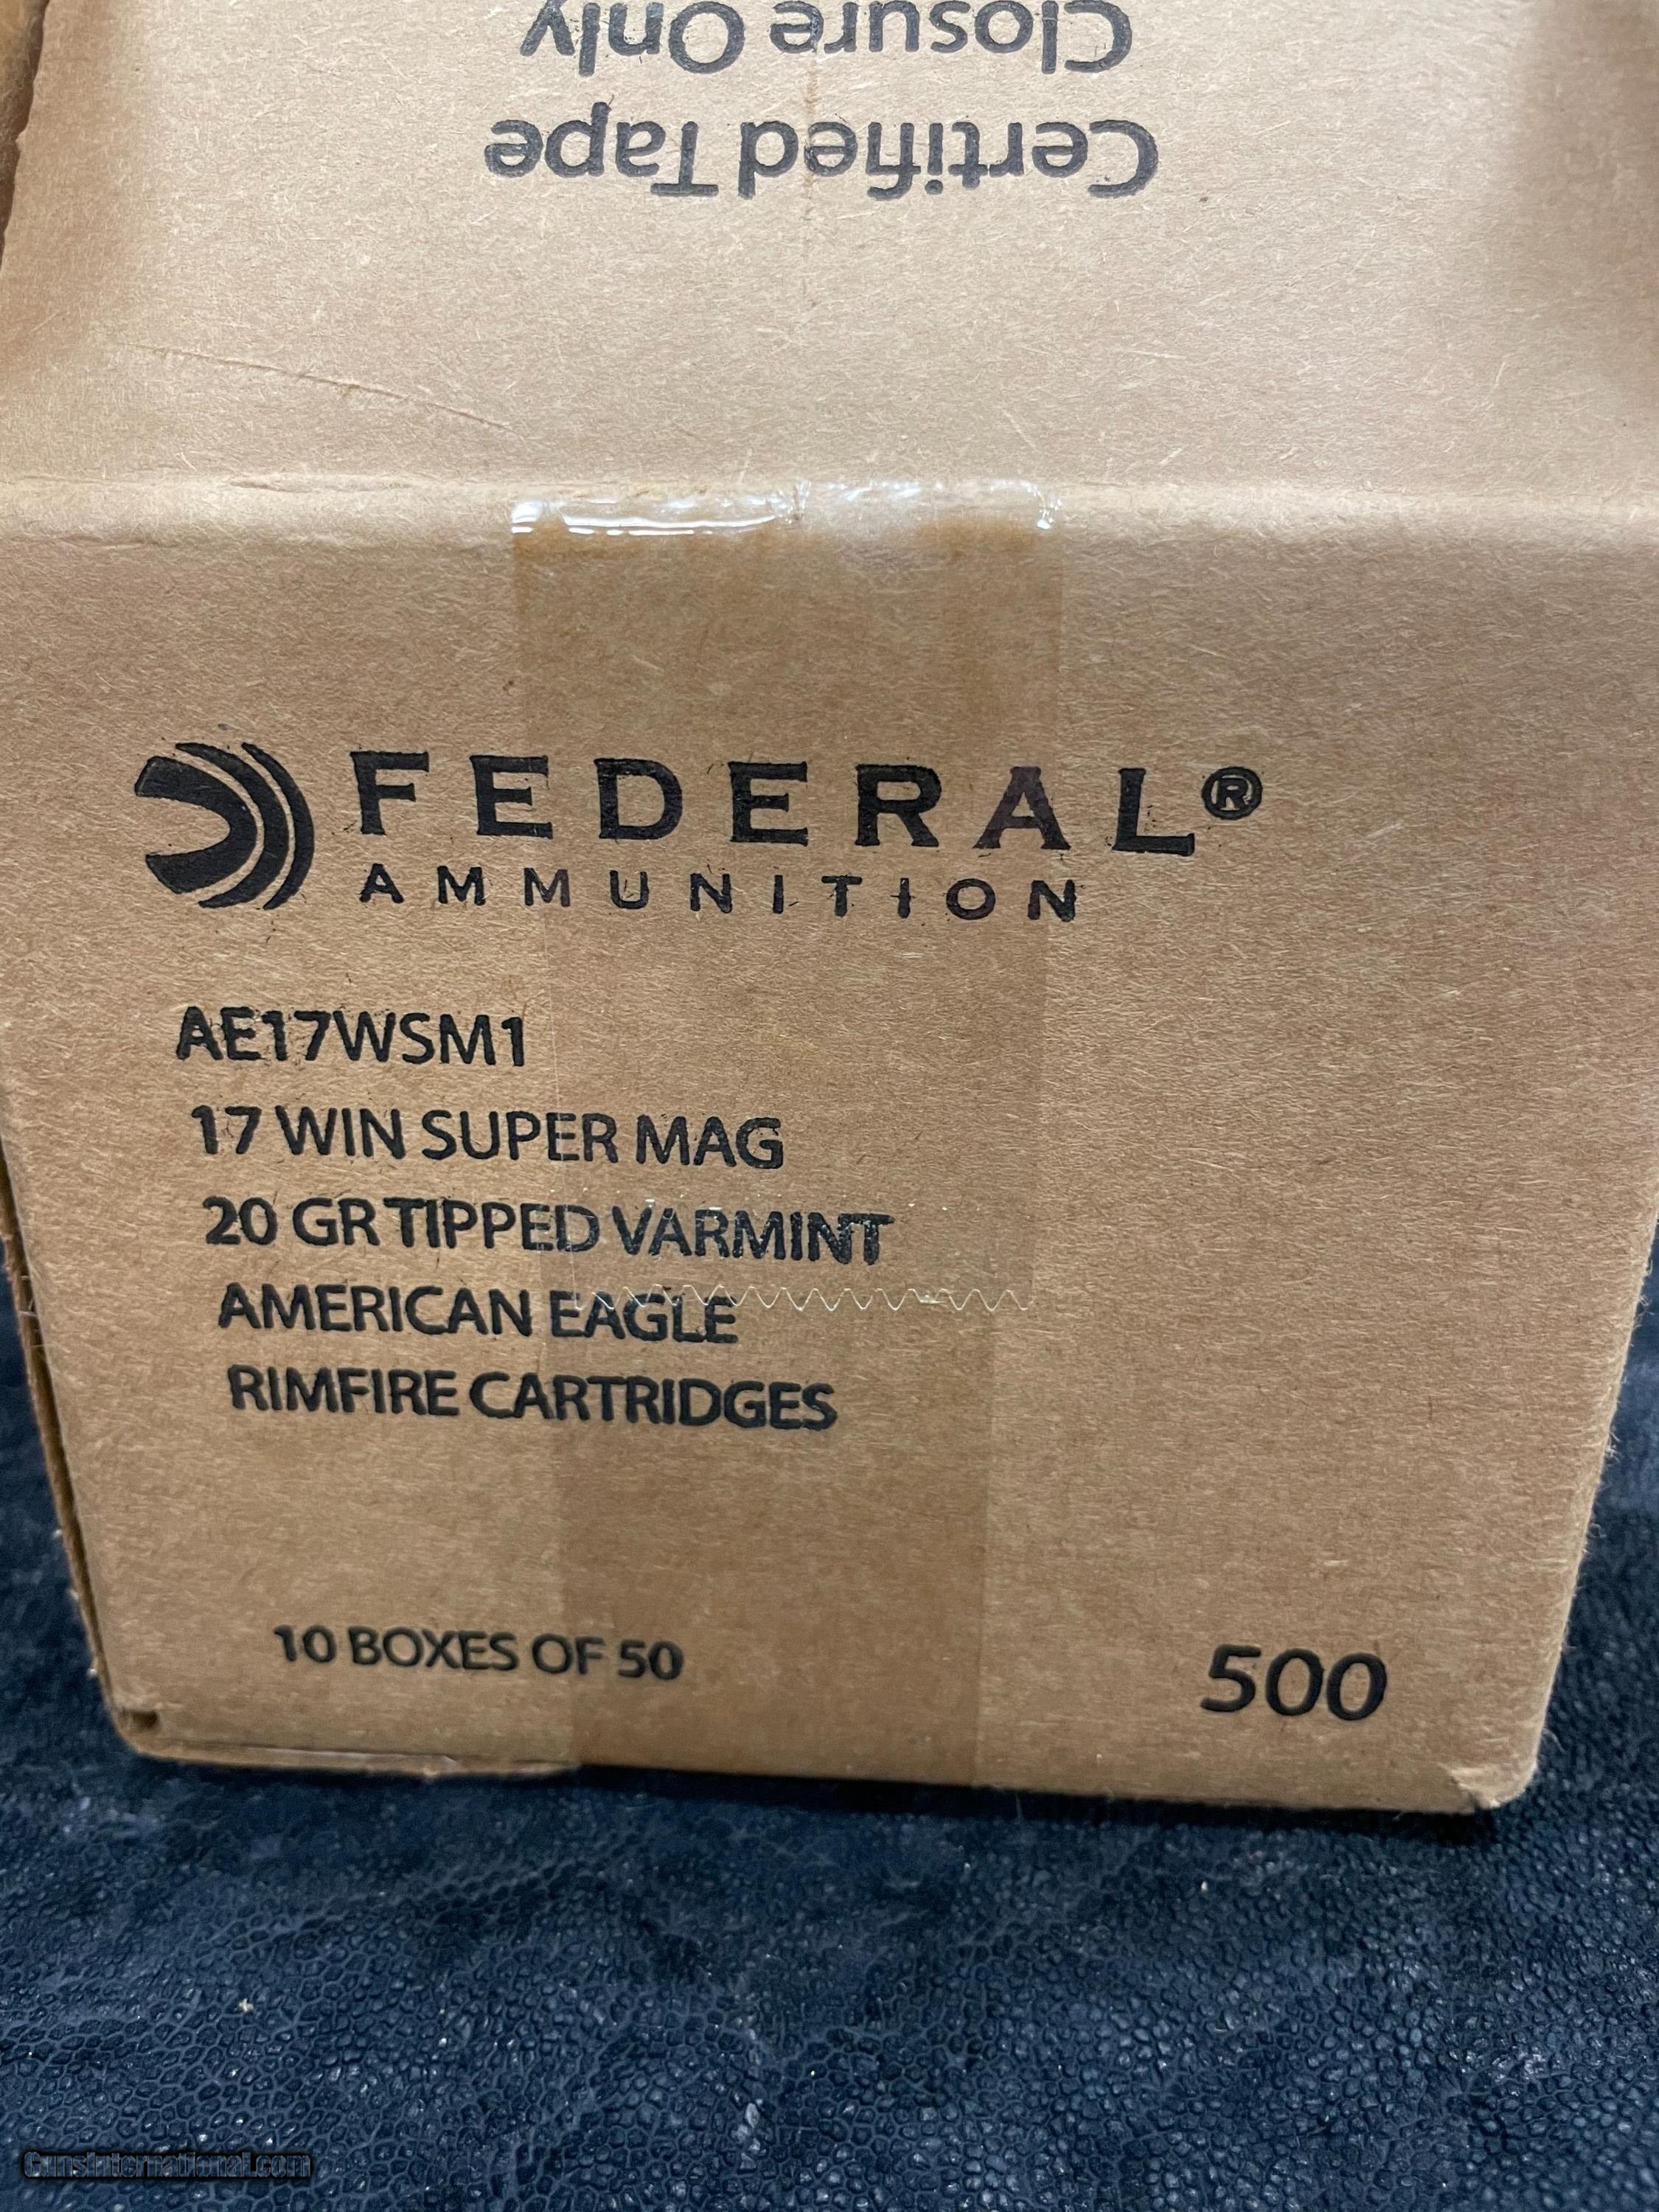 Certified Tape
Closure Only
FEDERAL®
AMMUNITION
AE17WSM1
17 WIN SUPER MAG
20 GR TIPPED VARMINT
AMERICAN EAGLE
RIMFIRE CARTRIDGES
10 BOXES OF 50
500
GunsInternational.com